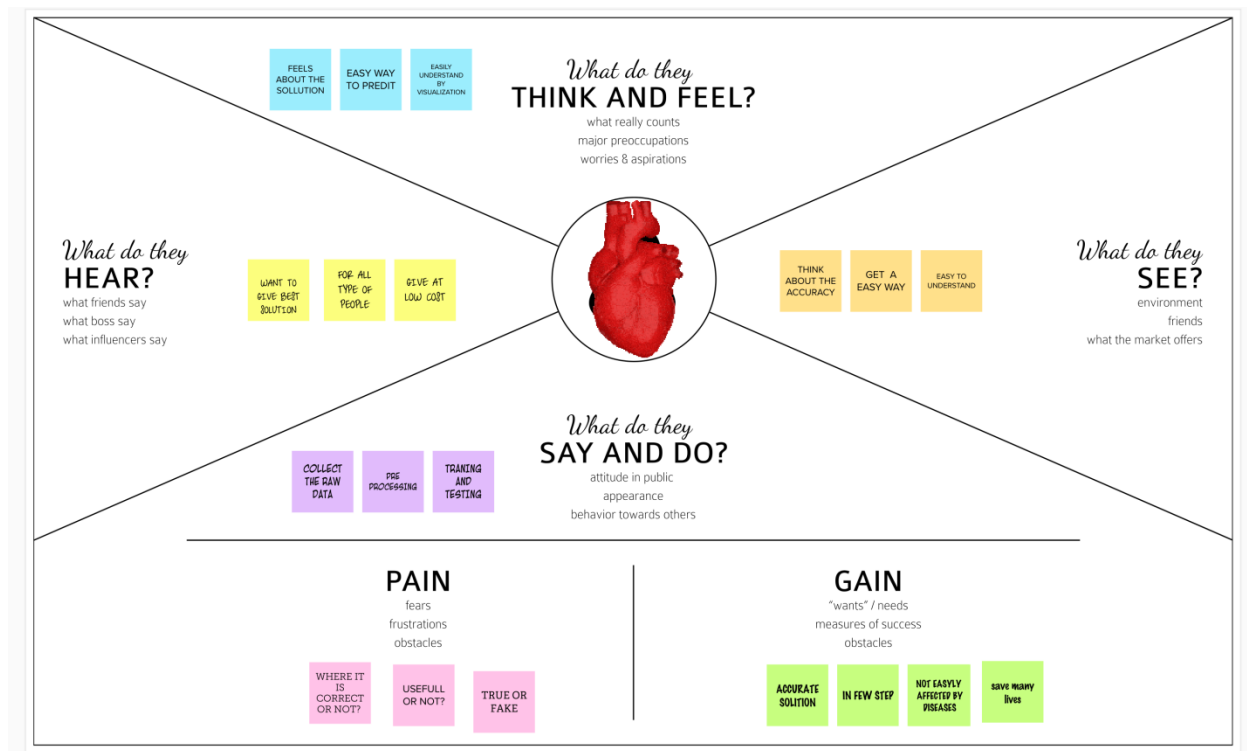 FEELS
ABOUT THE
SOLLUTION
EASY WAY
TO PREDIT
EASILY
UNDERSTAND
BY
VISUALIZATION
What do they
THINK AND FEEL?
what really counts
major preoccupations
worries & aspirations
What do they
HEAR?
what friends say
what boss say
what influencers say
WANT TO
GIVE BEST
SOLUTION
FOR ALL
TYPE OF
PEOPLE
GIVE AT
LOW COST
THINK
ABOUT THE
ACCURACY
GET A
EASY WAY
EASY TO
UNDERSTAND
What do they
SEE?
environment
friends
what the market offers
What do they
SAY AND DO?
attitude in public
appearance
behavior towards others
COLLECT
THE RAW
DATA
PRE
PROCESSING
TRANING
AND
TESTING
PAIN
fears
frustrations
obstacles
WHERE IT
IS
CORRECT
OR NOT?
USEFULL
OR NOT?
TRUE OR
FAKE
GAIN
"wants" / needs
measures of success
obstacles
ACCURATE
SOLITION
IN FEW STEP
NOT EASYLY
AFFECTED BY
DISEASES
save many
lives